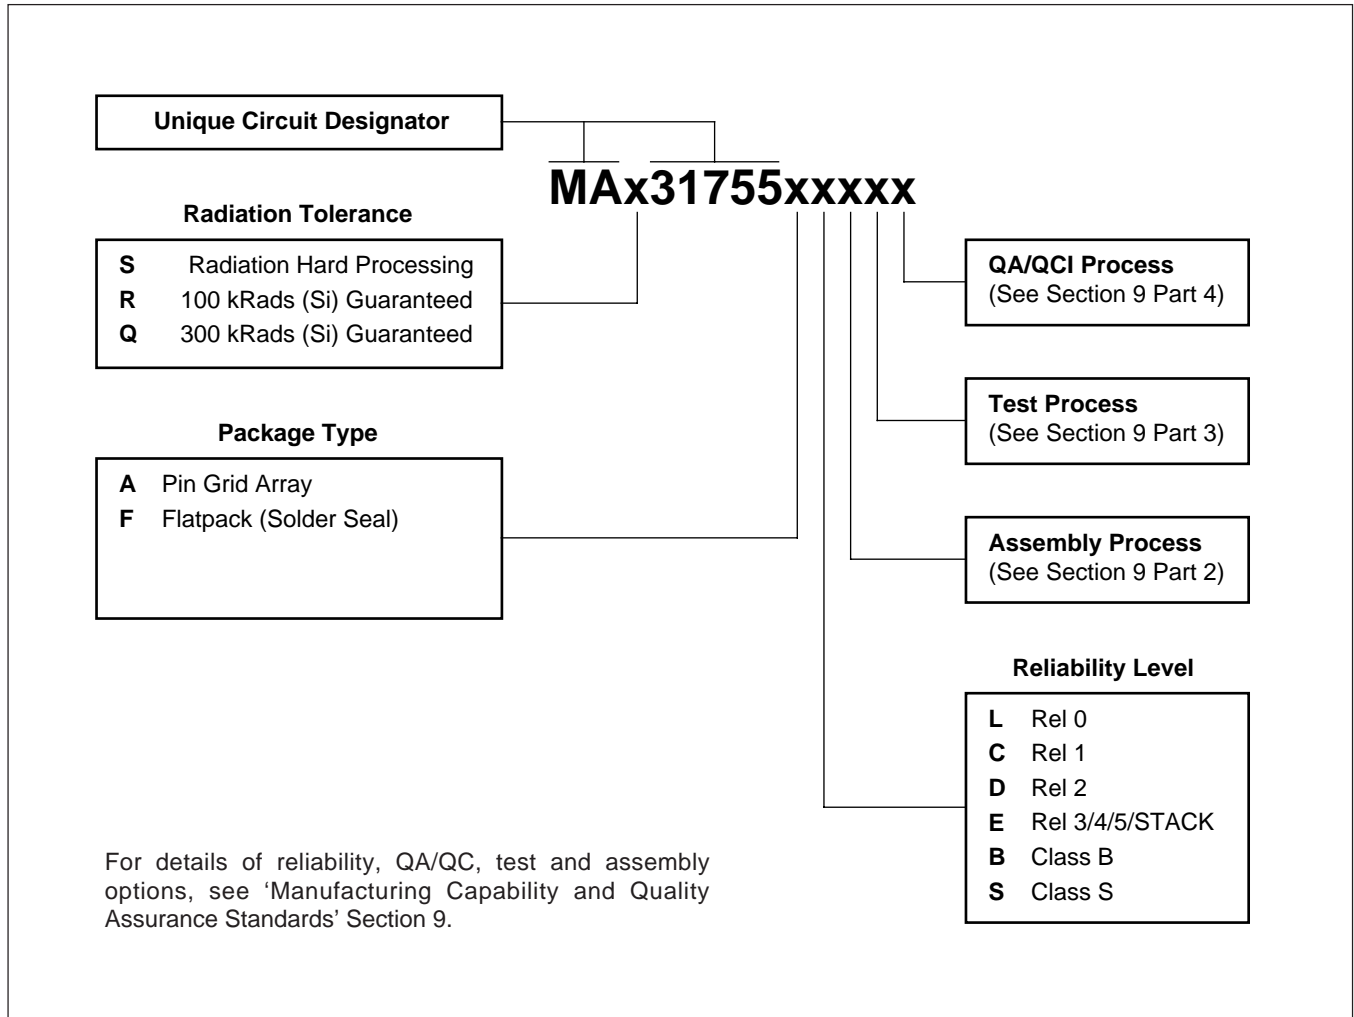 Unique Circuit Designator
MAx31755xxxxx
Radiation Tolerance
S Radiation Hard Processing
R 100 kRads (Si) Guaranteed
Q 300 kRads (Si) Guaranteed
Package Type
A Pin Grid Array
F Flatpack (Solder Seal)
QA/QCI Process
(See Section 9 Part 4)
Test Process
(See Section 9 Part 3)
Assembly Process
(See Section 9 Part 2)
Reliability Level
L Rel 0
C Rel 1
D Rel 2
E Rel 3/4/5/STACK
B Class B
S Class S
For details of reliability, QA/QC, test and assembly
options, see ‘Manufacturing Capability and Quality
Assurance Standards’ Section 9.